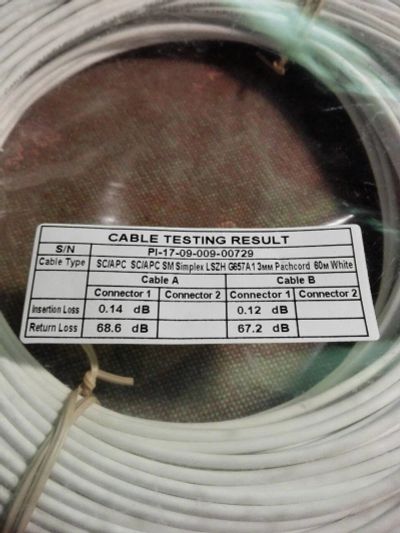 CABLE TESTING RESULT
S/N PI-17-09-009-00729
Cable Type SC/APC SC/APC SM Simplex LSZH G657A1 3мм Pachcord 60м White
Cable A Cable B
Connector 1 Connector 2 Connector 1 Connector 2
Insertion Loss 0.14 dB 0.12 dB
Return Loss 68.6 dB 67.2 dB